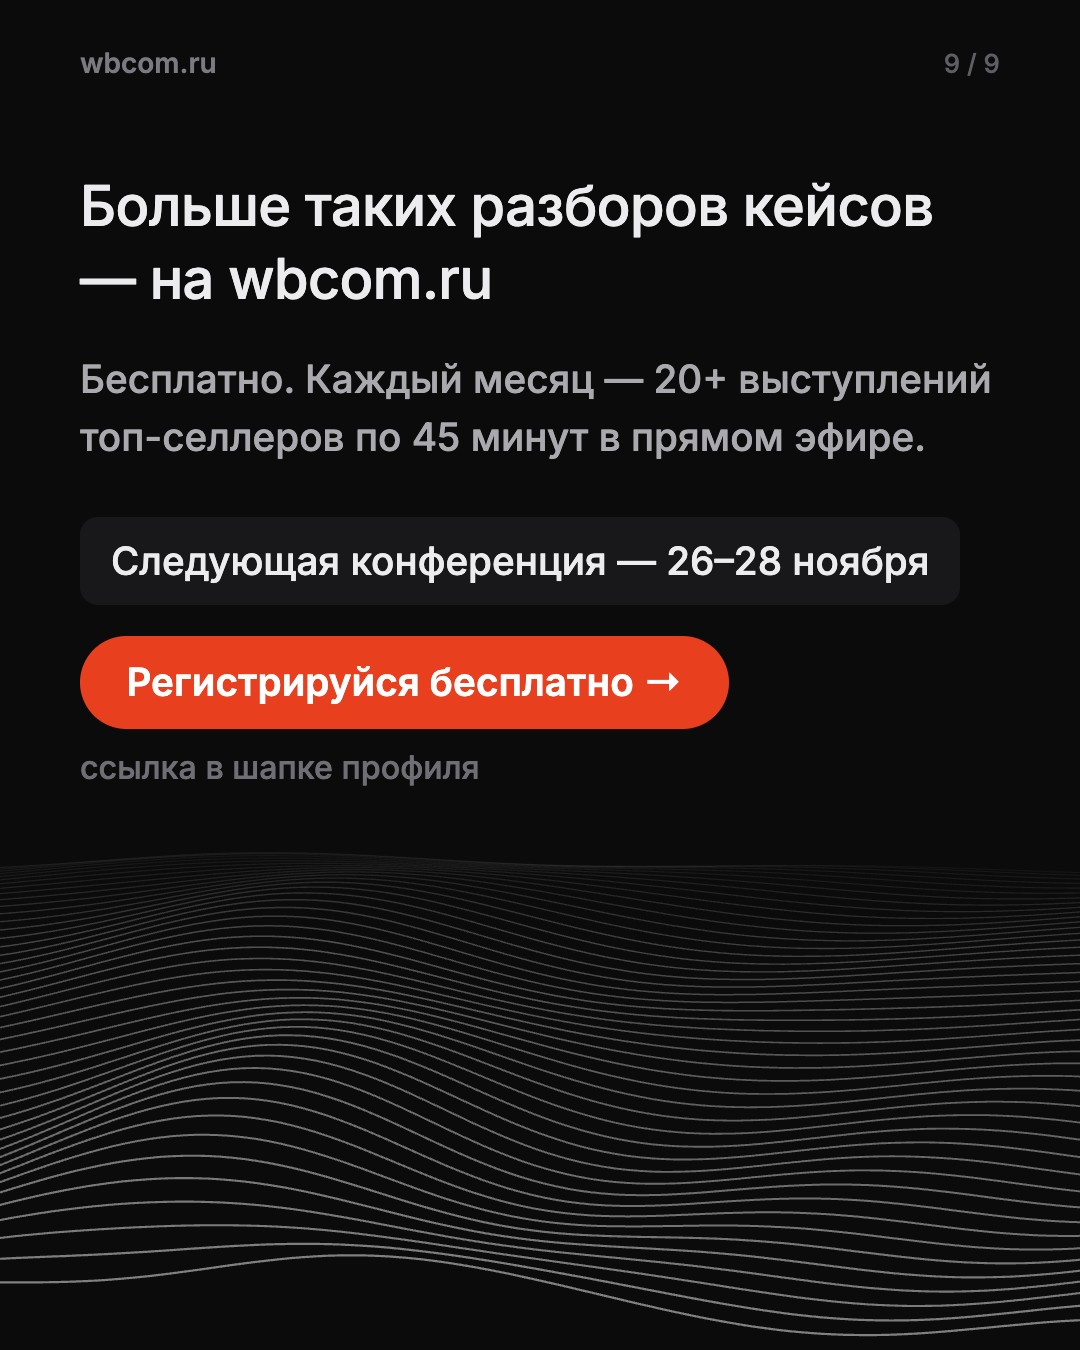 wbcom.ru
9 / 9
Больше таких разборов кейсов
— на wbcom.ru
Бесплатно. Каждый месяц — 20+ выступлений
топ-селлеров по 45 минут в прямом эфире.
Следующая конференция — 26–28 ноября
Регистрируйся бесплатно →
ссылка в шапке профиля